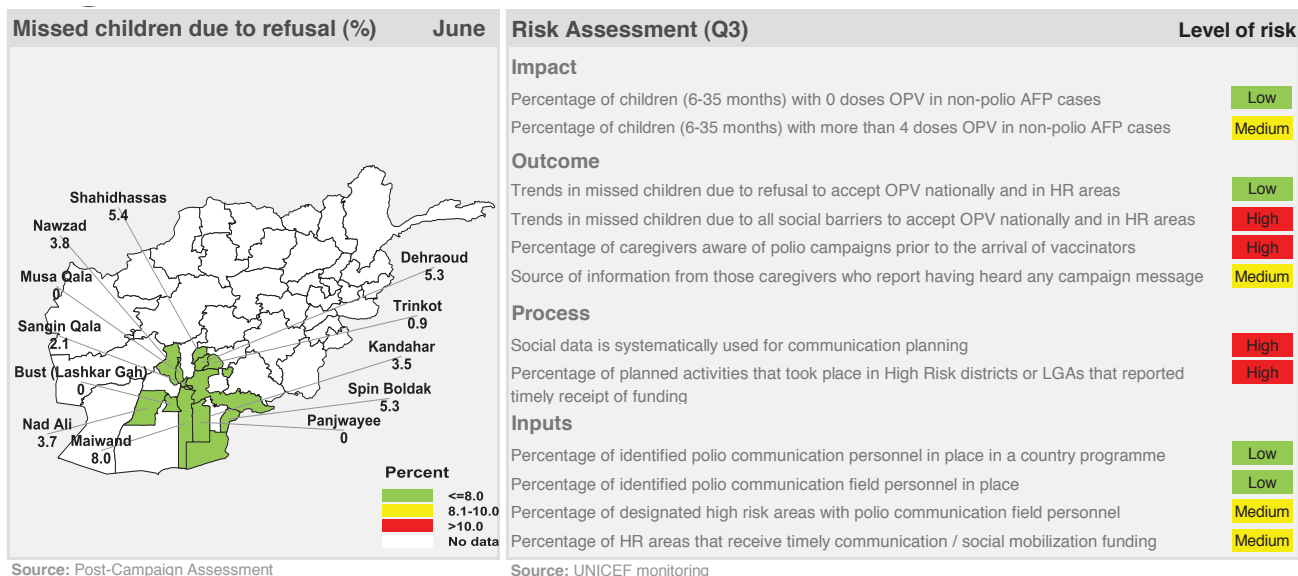 Missed children due to refusal (%) June
Shahidhassas
5.4
Nawzad
3.8
Musa Qala
0
Sangin Qala
2.1
Bust (Lashkar Gah)
0
Nad Ali
3.7
Maiwand
8.0
Dehraoud
5.3
Trinkot
0.9
Kandahar
3.5
Spin Boldak
5.3
Panjwayee
0
Percent
<=8.0
8.1-10.0
>10.0
No data
Source: Post-Campaign Assessment
Risk Assessment (Q3) Level of risk
Impact
Percentage of children (6-35 months) with 0 doses OPV in non-polio AFP cases Low
Percentage of children (6-35 months) with more than 4 doses OPV in non-polio AFP cases Medium
Outcome
Trends in missed children due to refusal to accept OPV nationally and in HR areas Low
Trends in missed children due to all social barriers to accept OPV nationally and in HR areas High
Percentage of caregivers aware of polio campaigns prior to the arrival of vaccinators High
Source of information from those caregivers who report having heard any campaign message Medium
Process
Social data is systematically used for communication planning High
Percentage of planned activities that took place in High Risk districts or LGAs that reported High
timely receipt of funding
Inputs
Percentage of identified polio communication personnel in place in a country programme Low
Percentage of identified polio communication field personnel in place Low
Percentage of designated high risk areas with polio communication field personnel Medium
Percentage of HR areas that receive timely communication / social mobilization funding Medium
Source: UNICEF monitoring